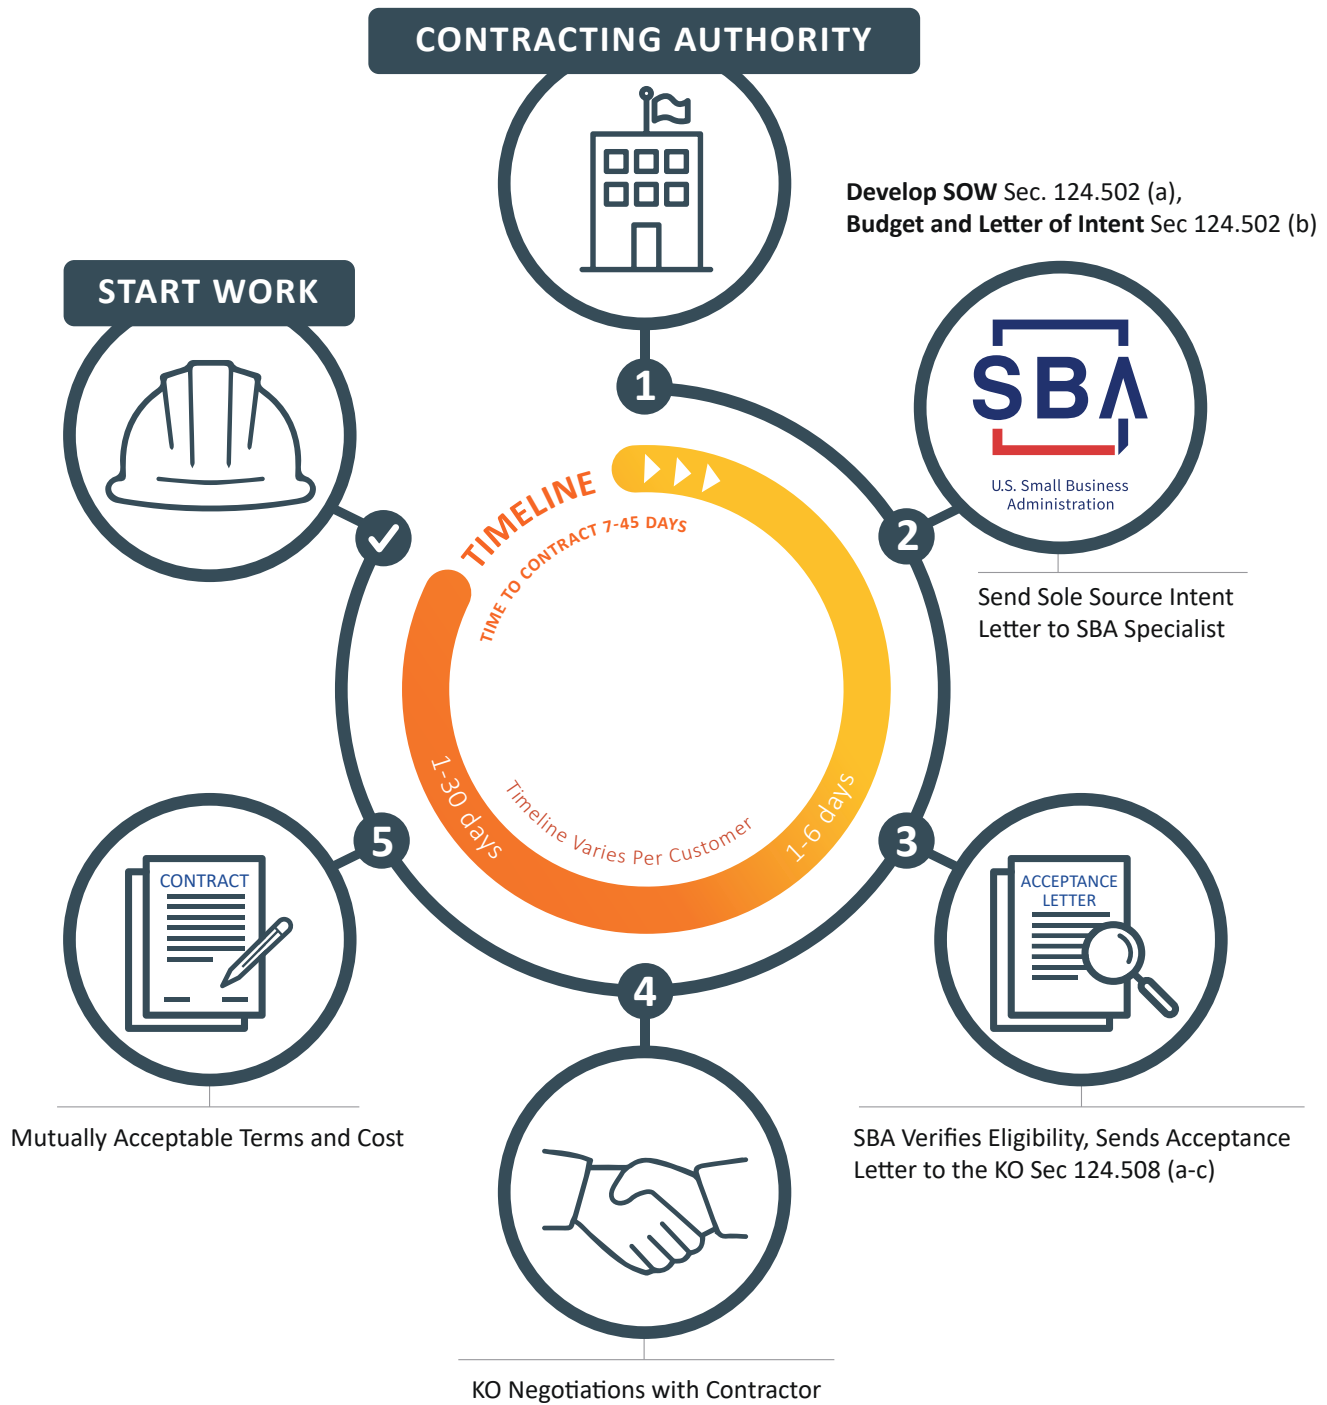 CONTRACTING AUTHORITY
1
Develop SOW Sec. 124.502 (a),
Budget and Letter of Intent Sec 124.502 (b)
SBA
U.S. Small Business
Administration
2
Send Sole Source Intent
Letter to SBA Specialist
3
ACCEPTANCE
LETTER
SBA Verifies Eligibility, Sends Acceptance
Letter to the KO Sec 124.508 (a-c)
4
KO Negotiations with Contractor
5
CONTRACT
Mutually Acceptable Terms and Cost
START WORK
TIMELINE
TIME TO CONTRACT 7-45 DAYS
1-6 days
1-30 days
Timeline Varies Per Customer